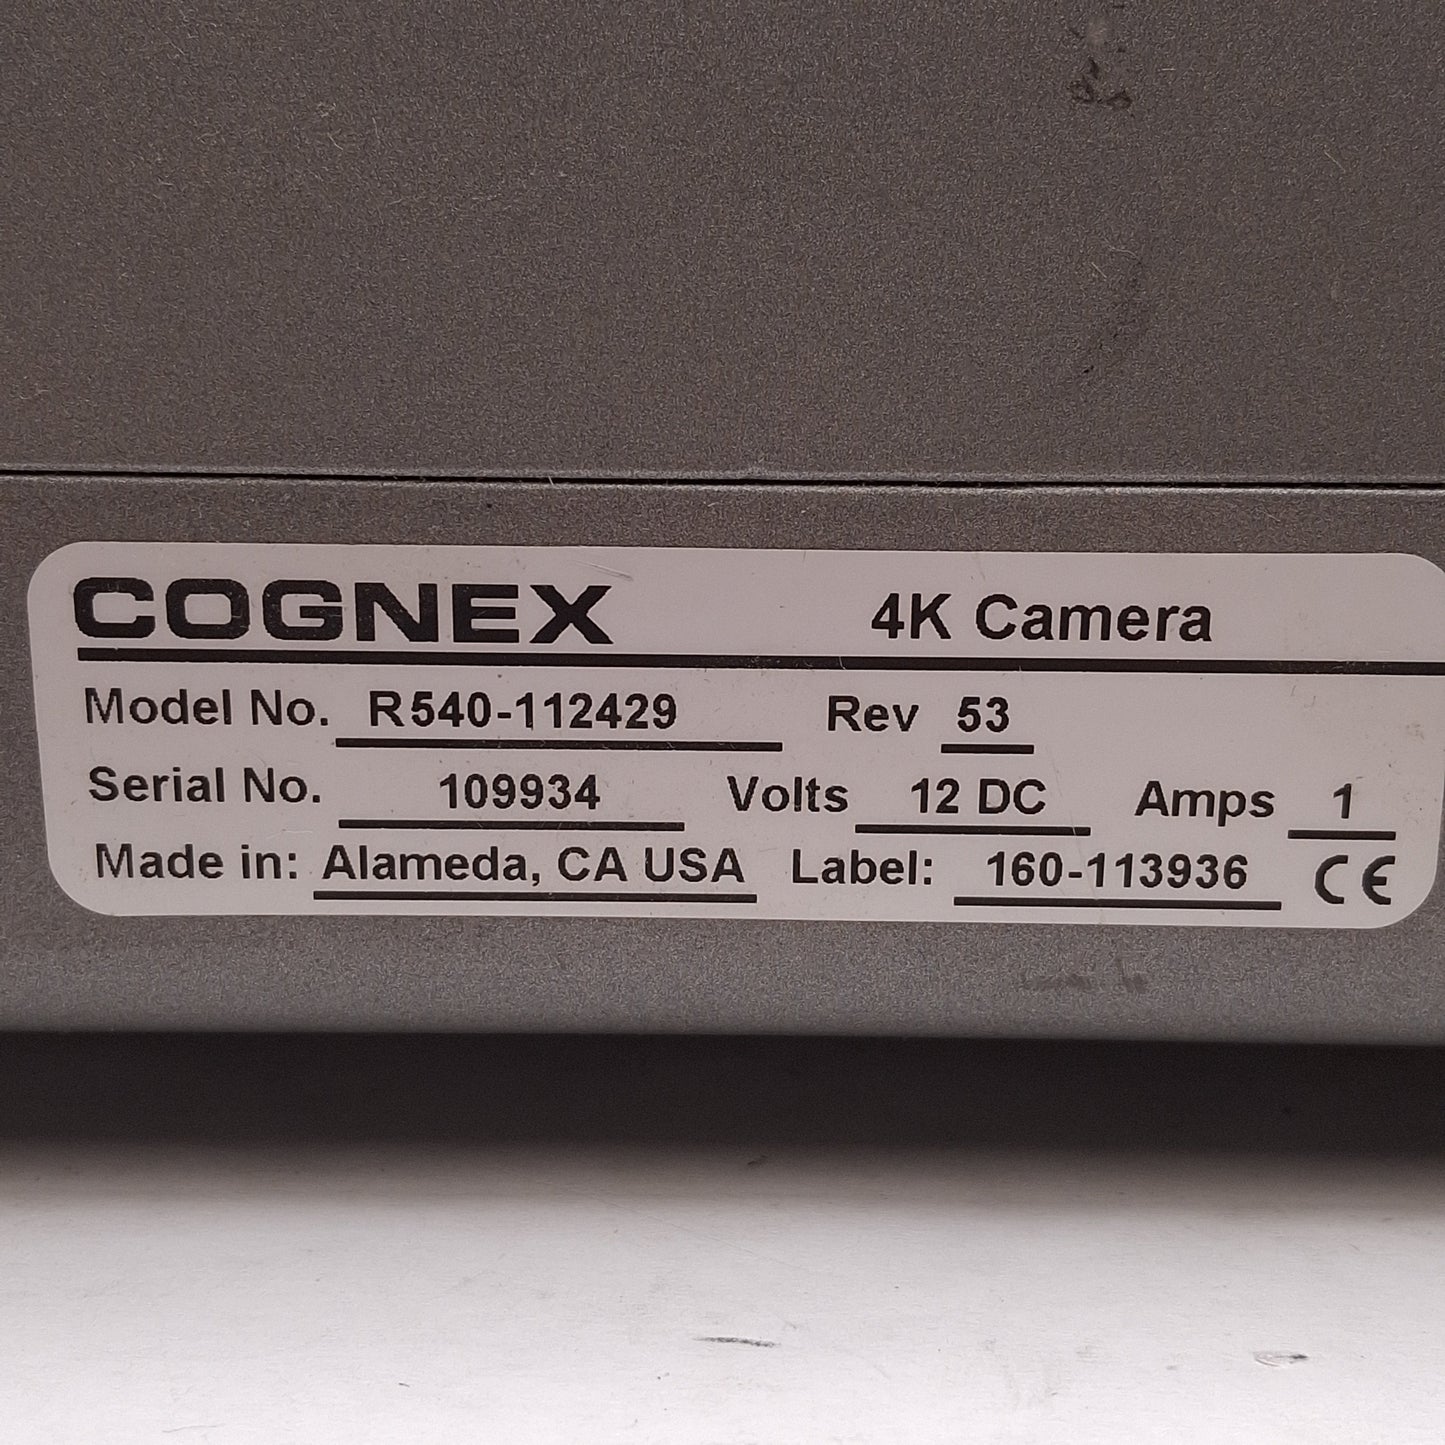 COGNEX 4K Camera
Model No. R540-112429 Rev 53
Serial No. 109934 Volts 12 DC Amps 1
Made in: Alameda, CA USA Label: 160-113936 CE